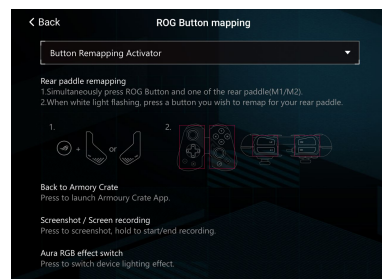 Back
ROG Button mapping
Button Remapping Activator
Rear paddle remapping
1.Simultaneously press ROG Button and one of the rear paddle(M1/M2).
2.When white light flashing, press a button you wish to remap for your rear paddle.
1.
2.
+
or
Back to Armory Crate
Press to launch Armoury Crate App.
Screenshot / Screen recording
Press to screenshot, hold to start/end recording.
Aura RGB effect switch
Press to switch device lighting effect.